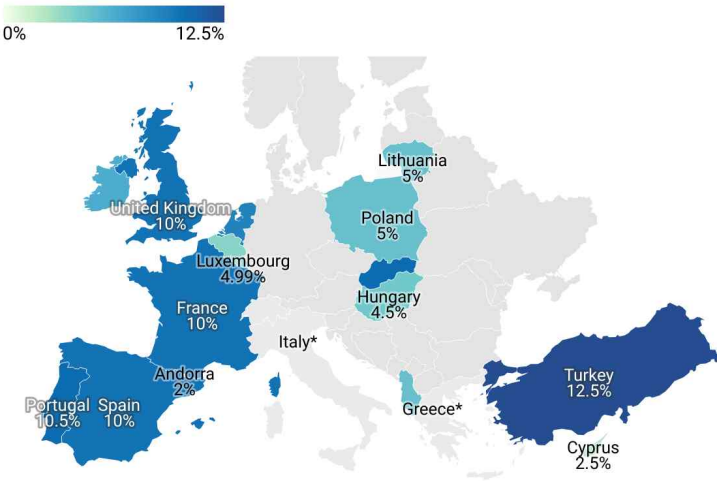 0%
12.5%
Lithuania
5%
United Kingdom
10%
Poland
5%
Luxembourg
4.99%
Hungary
4.5%
France
10%
Italy*
Andorra
2%
Turkey
12.5%
Portugal
10.5%
Spain
10%
Greece*
Cyprus
2.5%